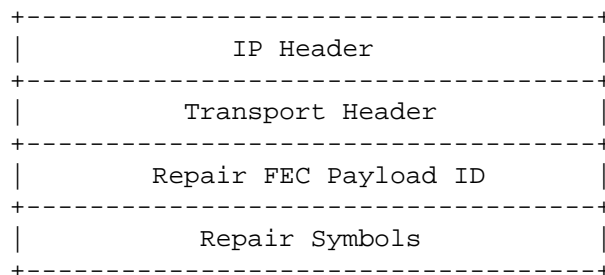 +------------------------------------+
|             IP Header              |
+------------------------------------+
|          Transport Header          |
+------------------------------------+
|       Repair FEC Payload ID        |
+------------------------------------+
|           Repair Symbols           |
+------------------------------------+